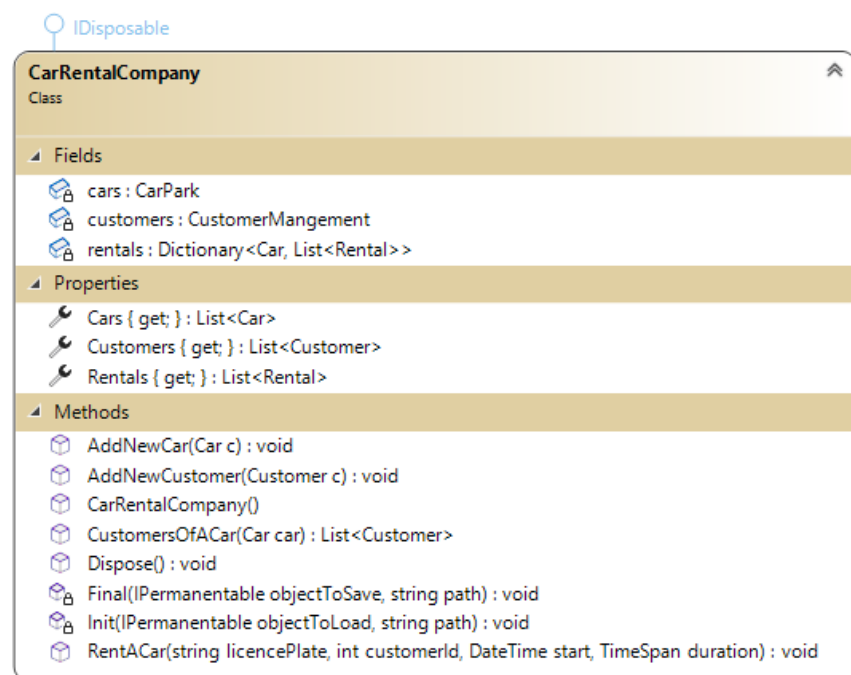 IDisposable
CarRentalCompany
Class
Fields
cars : CarPark
customers : CustomerMangement
rentals : Dictionary<Car, List<Rental>>
Properties
Cars { get; } : List<Car>
Customers { get; } : List<Customer>
Rentals { get; } : List<Rental>
Methods
AddNewCar(Car c) : void
AddNewCustomer(Customer c) : void
CarRentalCompany()
CustomersOfACar(Car car) : List<Customer>
Dispose() : void
Final(IPermanentable objectToSave, string path) : void
Init(IPermanentable objectToLoad, string path) : void
RentACar(string licencePlate, int customerId, DateTime start, TimeSpan duration) : void